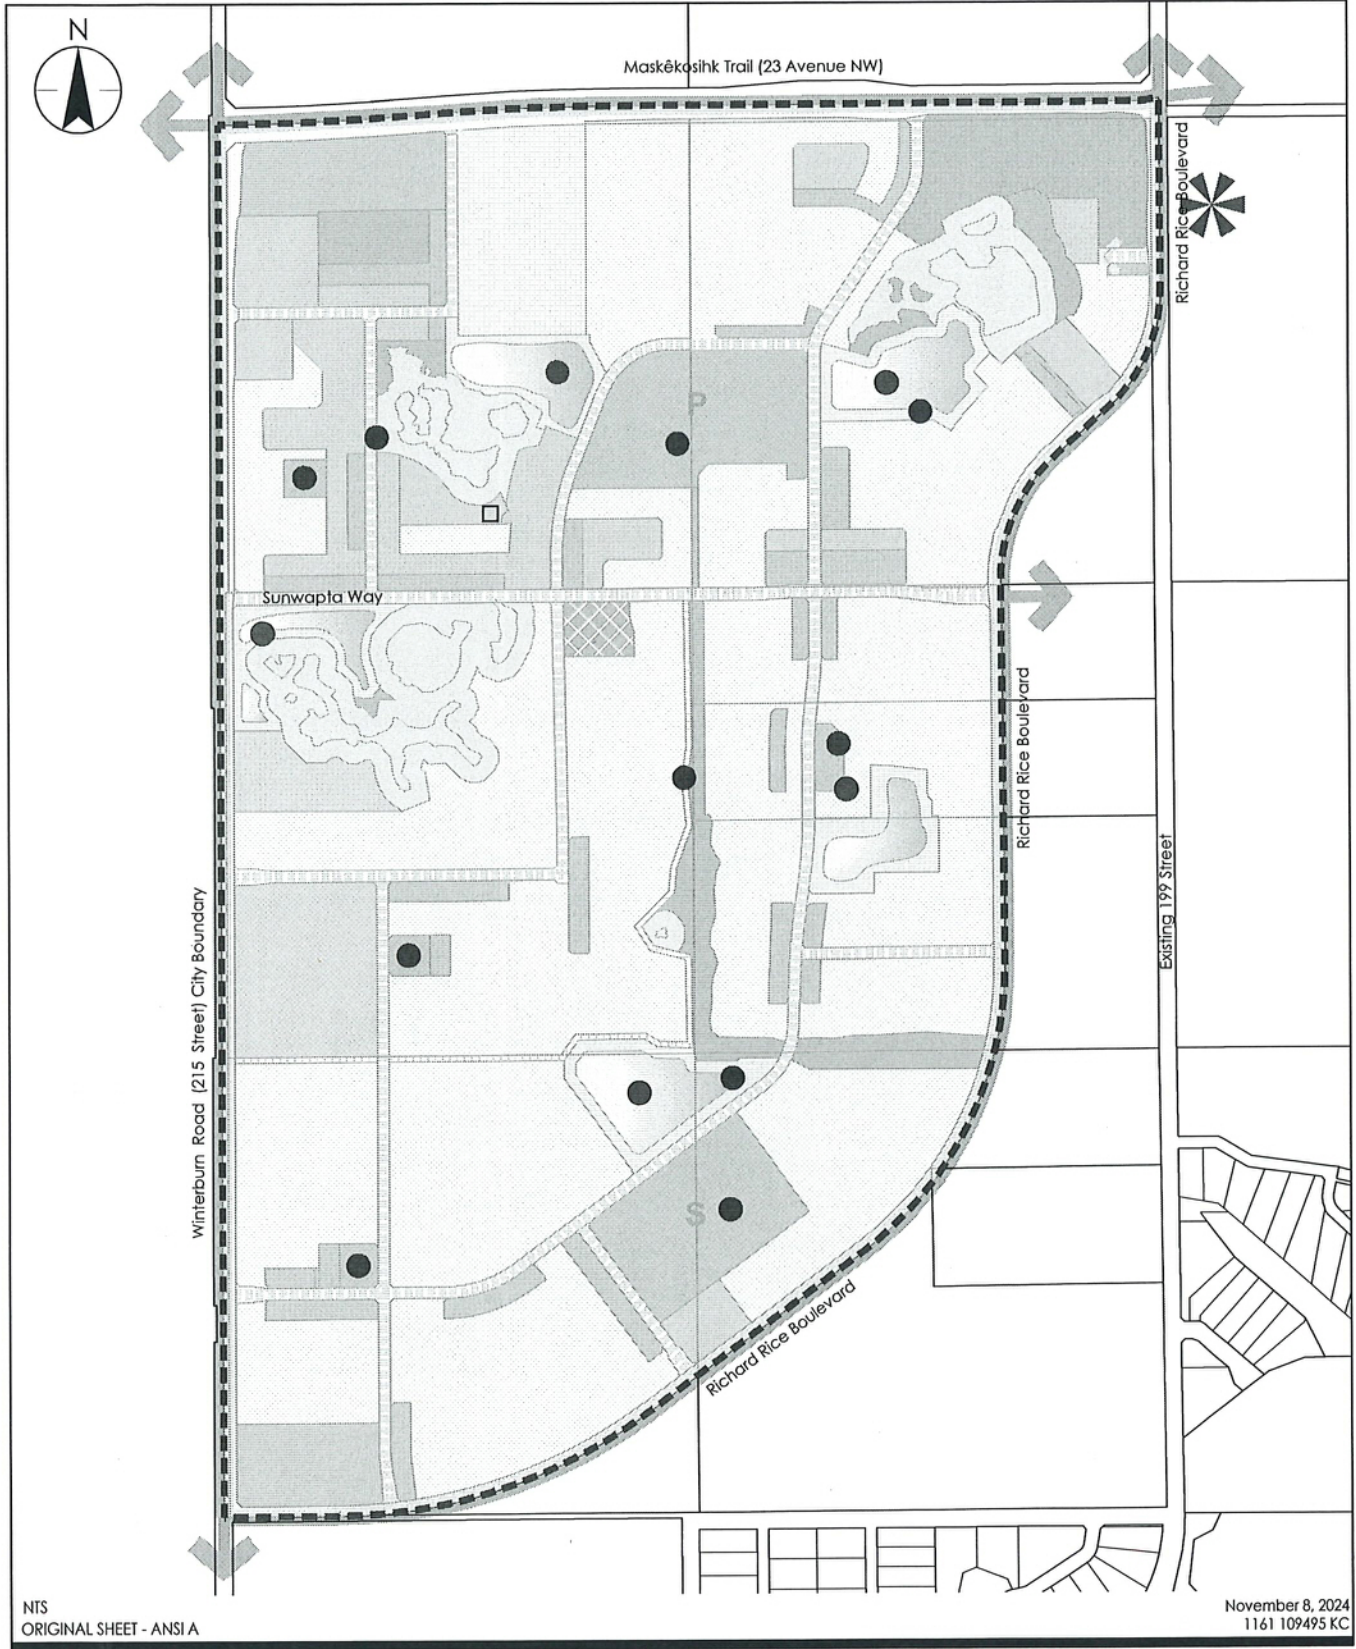 N
Maskêkosihk Trail (23 Avenue NW)
Richard Rice Boulevard
P
Sunwapta Way
Richard Rice Boulevard
Existing 199 Street
Winterburn Road (215 Street) City Boundary
S
Richard Rice Boulevard
NTS
ORIGINAL SHEET - ANSI A
November 8, 2024
1161 109495 KC